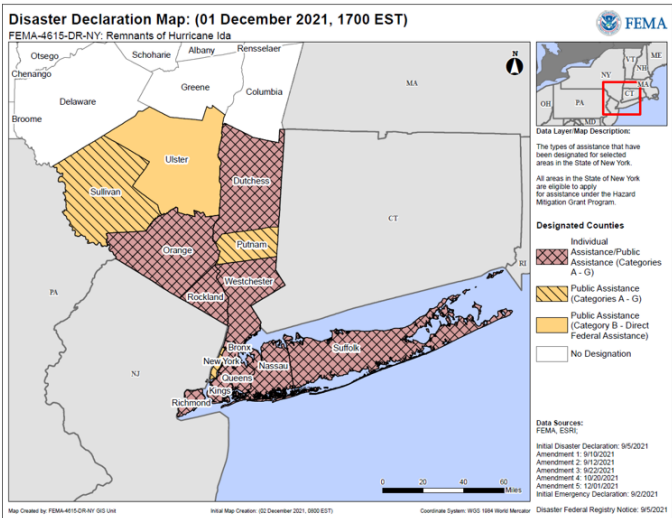 Disaster Declaration Map: (01 December 2021, 1700 EST)
FEMA-4615-DR-NY: Remnants of Hurricane Ida
FEMA
Otsego
Schoharie
Albany
Rensselaer
Chenango
Delaware
Greene
Columbia
Broome
N
MA
Ulster
Sullivan
Dutchess
CT
Orange
Putnam
RI
PA
Westchester
Rockland
Bronx
New York
Suffolk
Nassau
Queens
NJ
Kings
Richmond
0
20
40
60
Miles
ME
VT
NH
NY
MA
CT
OH
PA
MD
Data Layer/Map Description:
The types of assistance that have
been designated for selected
areas in the State of New York.
All areas in the State of New York
are eligible to apply
for assistance under the Hazard
Mitigation Grant Program.
Designated Counties
Individual
Assistance/Public
Assistance (Categories
A - G)
Public Assistance
(Categories A - G)
Public Assistance
(Category B - Direct
Federal Assistance)
No Designation
Data Sources:
FEMA, ESRI;
Initial Disaster Declaration: 9/5/2021
Amendment 1: 9/10/2021
Amendment 2: 9/12/2021
Amendment 3: 9/22/2021
Amendment 4: 10/20/2021
Amendment 5: 12/01/2021
Initial Emergency Declaration: 9/2/2021
Disaster Federal Registry Notice: 9/5/2021
Map Created by: FEMA-4615-DR-NY GIS Unit
Initial Map Creation: (02 December 2021, 0800 EST)
Coordinate System: WGS 1984 World Mercator